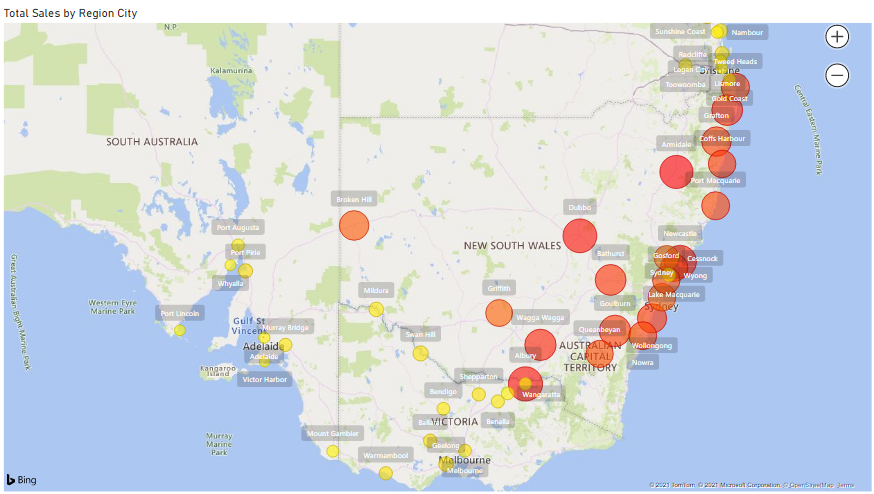 Total Sales by Region City
N.P
Sunshine Coast
Nambour
Kalamurina
Redcliffe
Tweed Heads
Logan City
Brisbane
Toowoomba
Lismore
Gold Coast
Grafton
Central Eastern Marine Park
SOUTH AUSTRALIA
Armidale
Coffs Harbour
Port Macquarie
Broken Hill
Dubbo
Port Augusta
NEW SOUTH WALES
Newcastle
Port Pirie
Bathurst
Gosford
Cessnock
Sydney
Wyong
Whyalla
Mildura
Griffith
Lake Macquarie
Great Australian Bight Marine Park
Western Eyre
Marine Park
Goulburn
Sydney
Port Lincoln
Gulf St
Vincent
Murray Bridge
Wagga Wagga
Queanbeyan
Swan Hill
Adelaide
Adelaide
Albury
AUSTRALIAN
CAPITAL
TERRITORY
Wollongong
Nowra
Kangaroo
Island
Victor Harbor
Shepparton
Wangaratta
Bendigo
VICTORIA
Benalla
Murray
Marine
Park
Mount Gambier
Geelong
Warrnambool
Melbourne
Melbourne
Bing
© 2021 TomTom, © 2021 Microsoft Corporation, © OpenStreetMap Terms